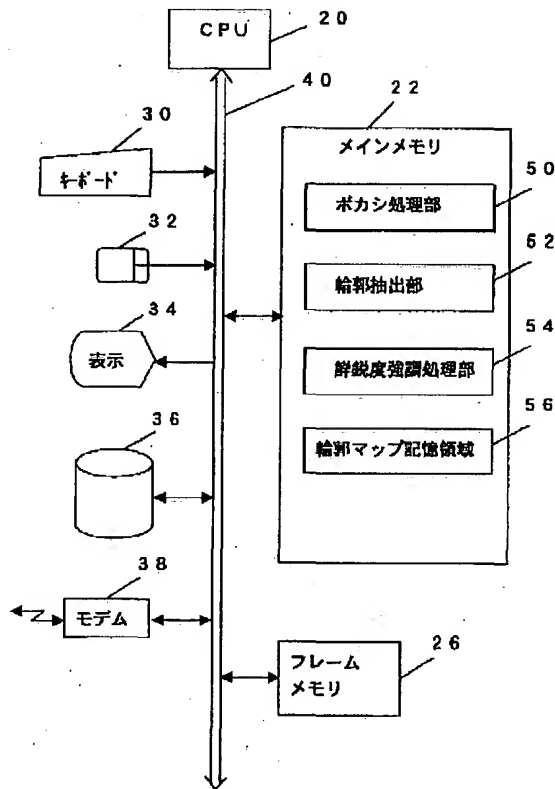 CPU
20
40
30
22
キーボード
メインメモリ
50
ボカシ処理部
32
52
輪郭抽出部
34
54
表示
鮮鋭度強調処理部
56
36
輪郭マップ記憶領域
38
モデム
26
フレーム
メモリ